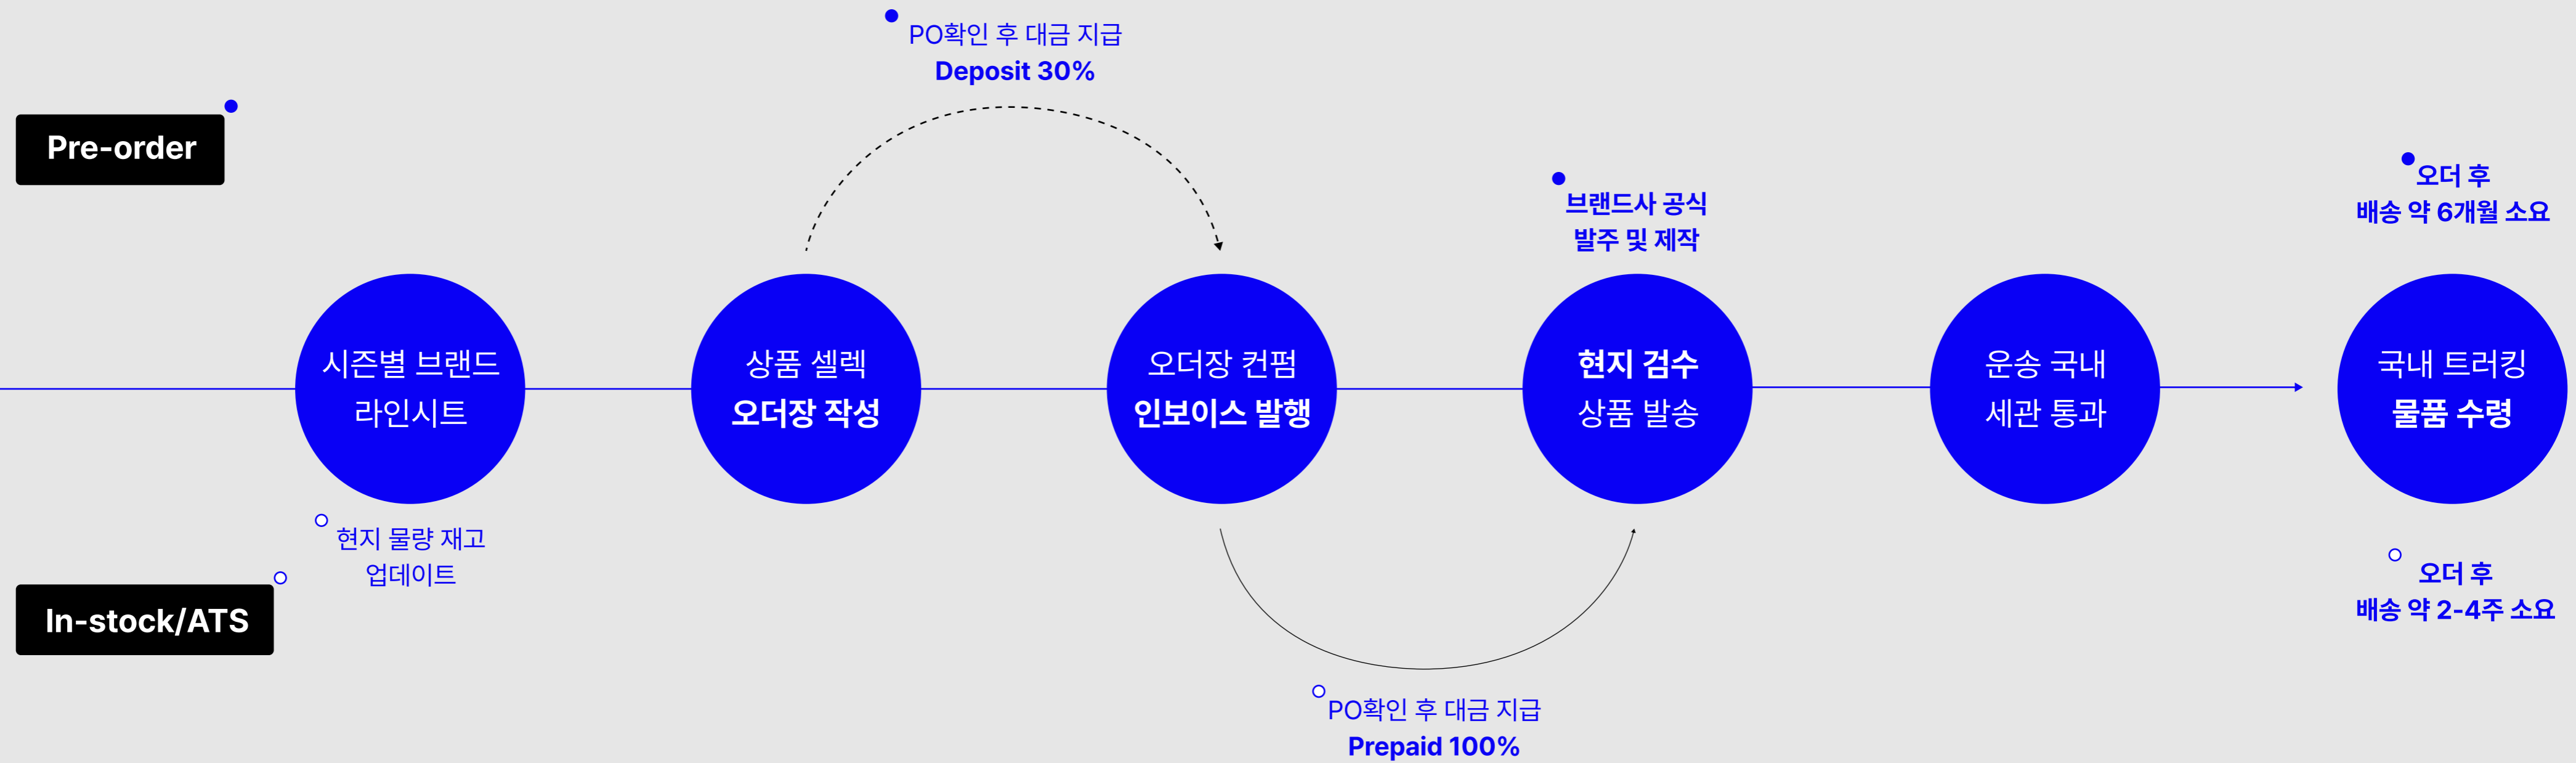 PO확인 후 대금 지급
Deposit 30%
Pre-order
브랜드사 공식
발주 및 제작
오더 후
배송 약 6개월 소요
시즌별 브랜드
라인시트
상품 셀렉
오더장 작성
오더장 컨펌
인보이스 발행
현지 검수
상품 발송
운송 국내
세관 통과
국내 트러킹
물품 수령
현지 물량 재고
업데이트
In-stock/ATS
오더 후
배송 약 2-4주 소요
PO확인 후 대금 지급
Prepaid 100%